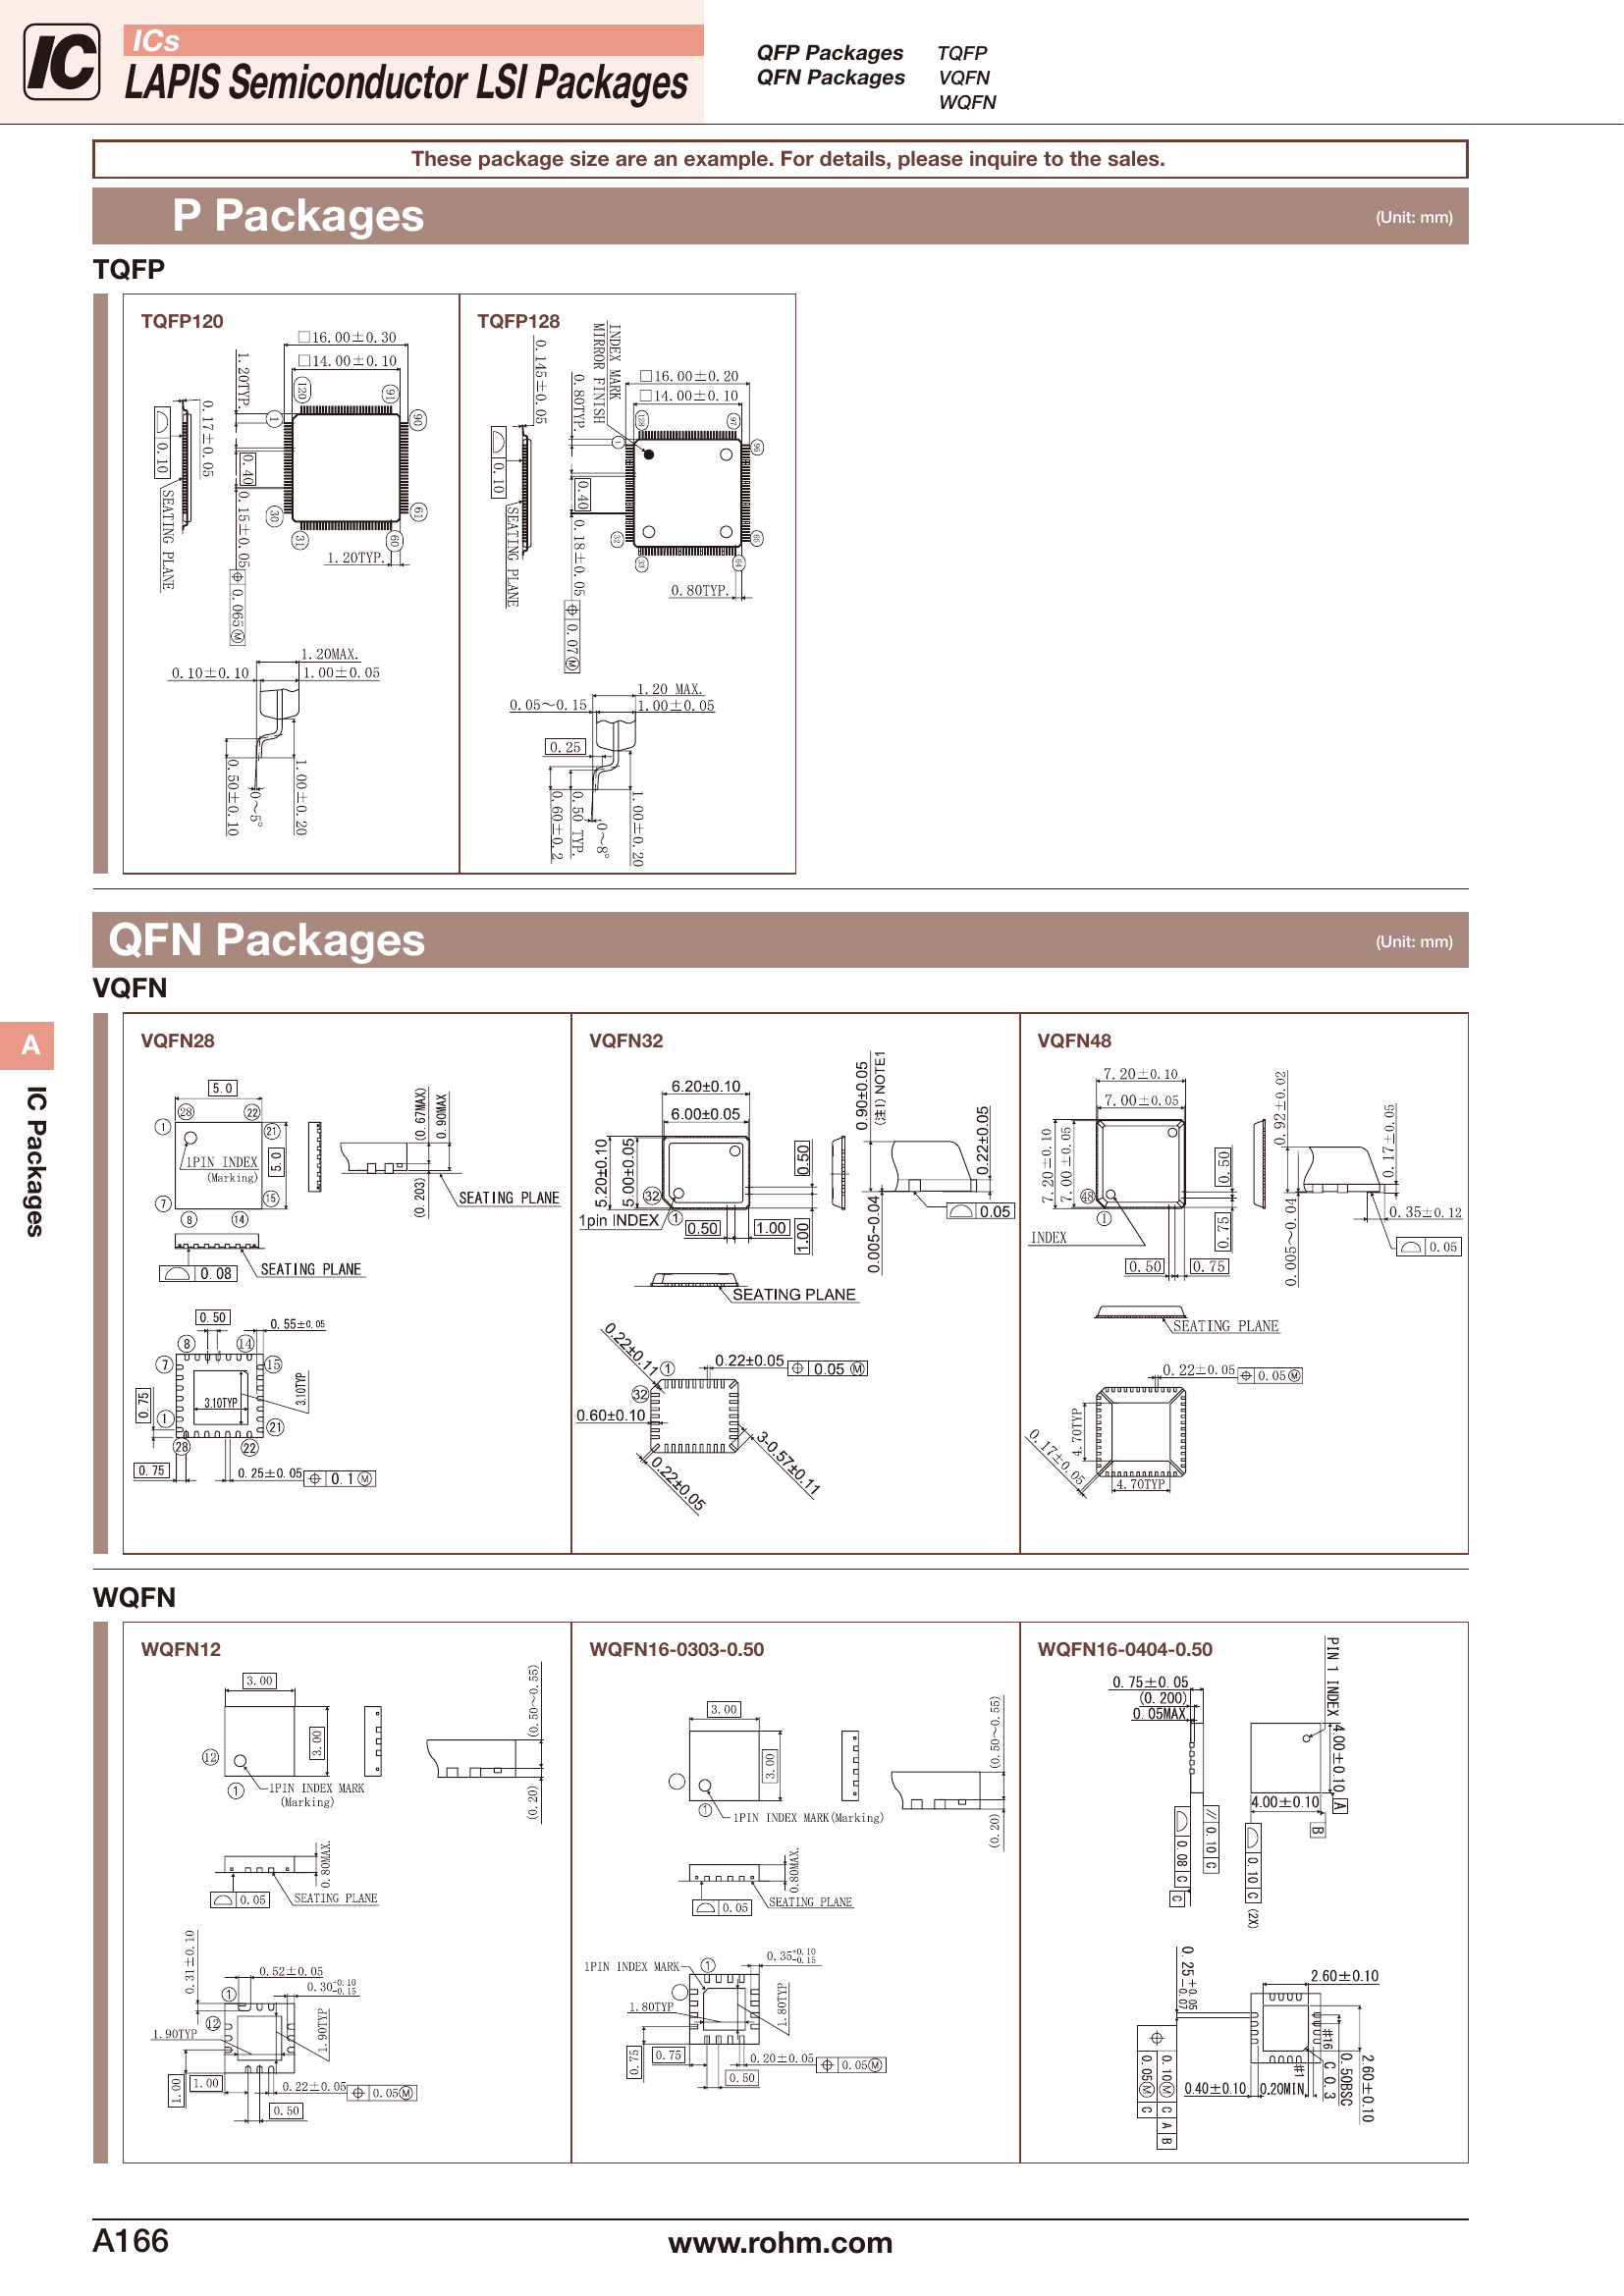 IC
ICs
LAPIS Semiconductor LSI Packages
QFP Packages TQFP
QFN Packages VQFN
WQFN
These package size are an example. For details, please inquire to the sales.
P Packages
(Unit: mm)
TQFP
TQFP120
□16.00±0.30
□14.00±0.10
1.20TYP.
120
91
1
90
0.17±0.05
0.10
SEATING PLANE
0.40
0.15±0.05
0.065Ⓜ
30
61
31
60
1.20TYP.
1.20MAX.
0.10±0.10
1.00±0.05
0.50±0.10
0～5°
1.00±0.20
TQFP128
INDEX MARK
MIRROR FINISH
0.145±0.05
□16.00±0.20
□14.00±0.10
0.80TYP.
128
97
1
96
0.10
SEATING PLANE
0.40
0.18±0.05
0.07Ⓜ
32
65
33
64
0.80TYP.
1.20 MAX.
0.05～0.15
1.00±0.05
0.25
0.60±0.2
0.50 TYP.
0～8°
1.00±0.20
QFN Packages
(Unit: mm)
VQFN
A
IC Packages
VQFN28
5.0
28
22
1
21
1PIN INDEX
(Marking)
5.0
7
15
8
14
(0.67MAX)
0.90MAX
(0.203)
SEATING PLANE
0.08
SEATING PLANE
0.50
0.55±0.05
8
14
7
15
3.10TYP
3.10TYP
0.75
1
21
28
22
0.75
0.25±0.05
0.1Ⓜ
VQFN32
6.20±0.10
6.00±0.05
5.20±0.10
5.00±0.05
0.50
32
1pin INDEX
1
0.50
1.00
1.00
0.90±0.05
(注1) NOTE1
0.22±0.05
0.005~0.04
0.05
SEATING PLANE
0.22±0.11
1
0.22±0.05
0.05 Ⓜ
32
0.60±0.10
3-0.57±0.11
0.22±0.05
VQFN48
7.20±0.10
7.00±0.05
7.20±0.10
7.00±0.05
0.50
48
1
0.75
INDEX
0.50
0.75
0.92±0.02
0.17±0.05
0.005～0.04
0.35±0.12
0.05
SEATING PLANE
0.22±0.05
0.05Ⓜ
4.70TYP
0.17±0.05
4.70TYP
WQFN
WQFN12
3.00
3.00
12
1
1PIN INDEX MARK
(Marking)
(0.50～0.55)
(0.20)
0.80MAX.
0.05
SEATING PLANE
0.31±0.10
0.52±0.05
0.30+0.10-0.15
1
12
1.90TYP
1.90TYP
1.00
1.00
0.22±0.05
0.05Ⓜ
0.50
WQFN16-0303-0.50
3.00
3.00
1
1PIN INDEX MARK(Marking)
(0.50～0.55)
(0.20)
0.80MAX.
0.05
SEATING PLANE
1PIN INDEX MARK
1
0.35+0.10-0.15
1.80TYP
1.80TYP
0.75
0.75
0.20±0.05
0.05Ⓜ
0.50
WQFN16-0404-0.50
0.75±0.05
(0.200)
0.05MAX
PIN 1 INDEX
4.00±0.10
A
4.00±0.10
B
// 0.10 C
0.08 C
C
0.10 C (2X)
0.25+0.05-0.07
2.60±0.10
#16
#1
C 0.3
0.50BSC
2.60±0.10
0.10Ⓜ C A B
0.05Ⓜ C
0.40±0.10
0.20MIN.
A166
www.rohm.com